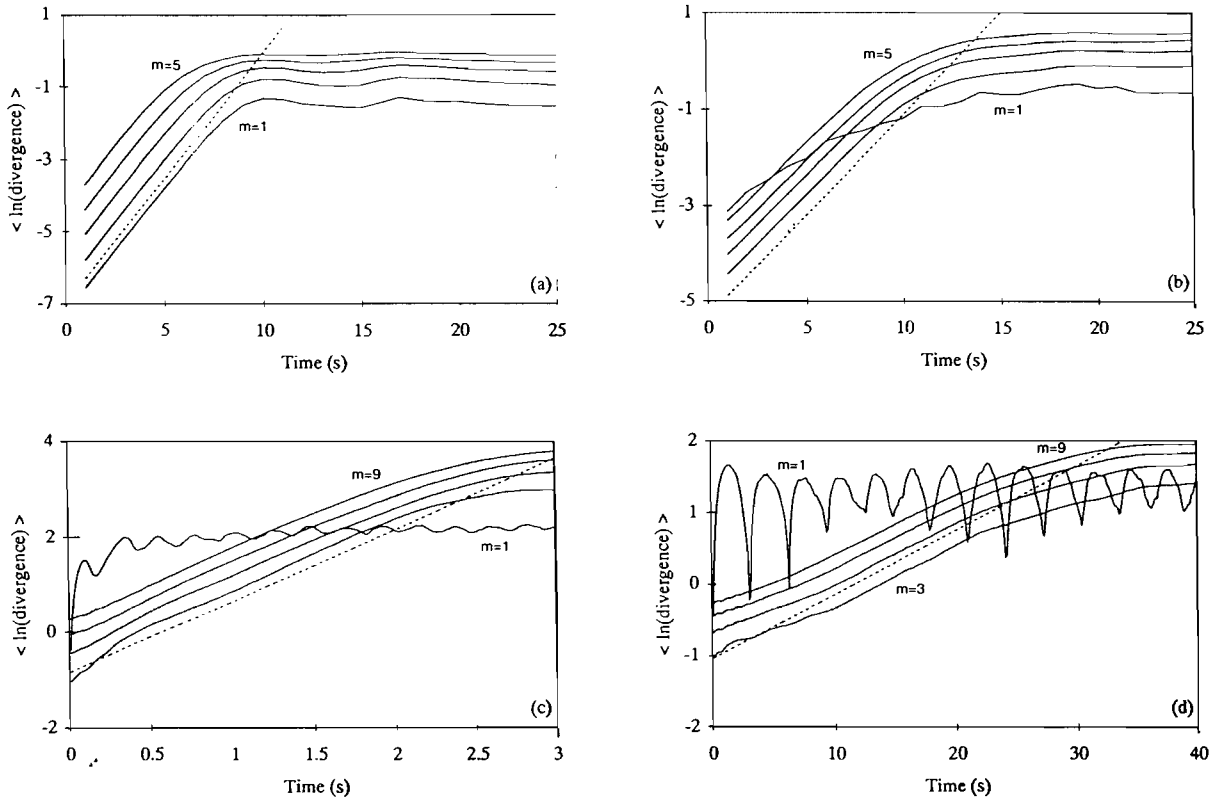 1
-1
-3
-5
-7
< ln(divergence) >
m=5
m=1
(a)
0 5 10 15 20 25
Time (s)
1
-1
-3
-5
< ln(divergence) >
m=5
m=1
(b)
0 5 10 15 20 25
Time (s)
4
2
0
-2
< ln(divergence) >
m=9
m=1
(c)
0 0.5 1 1.5 2 2.5 3
Time (s)
2
1
0
-1
-2
< ln(divergence) >
m=9
m=1
m=3
(d)
0 10 20 30 40
Time (s)